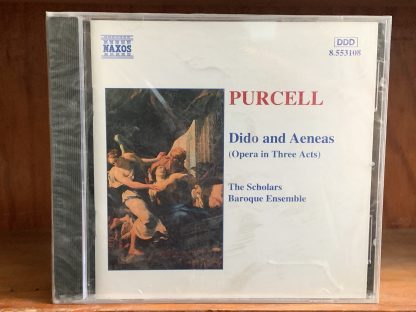 NAXOS
DDD
8.553108
PURCELL
Dido and Aeneas
(Opera in Three Acts)
The Scholars
Baroque Ensemble